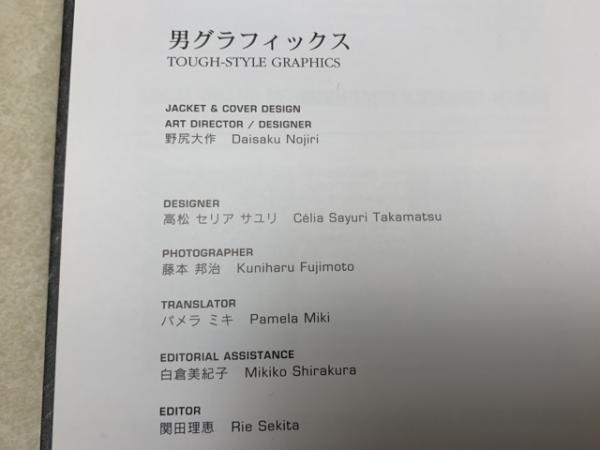 男グラフィックス
TOUGH-STYLE GRAPHICS
JACKET & COVER DESIGN
ART DIRECTOR / DESIGNER
野尻大作 Daisaku Nojiri
DESIGNER
高松 セリア サユリ Célia Sayuri Takamatsu
PHOTOGRAPHER
藤本 邦治 Kuniharu Fujimoto
TRANSLATOR
パメラ ミキ Pamela Miki
EDITORIAL ASSISTANCE
白倉美紀子 Mikiko Shirakura
EDITOR
関田理恵 Rie Sekita